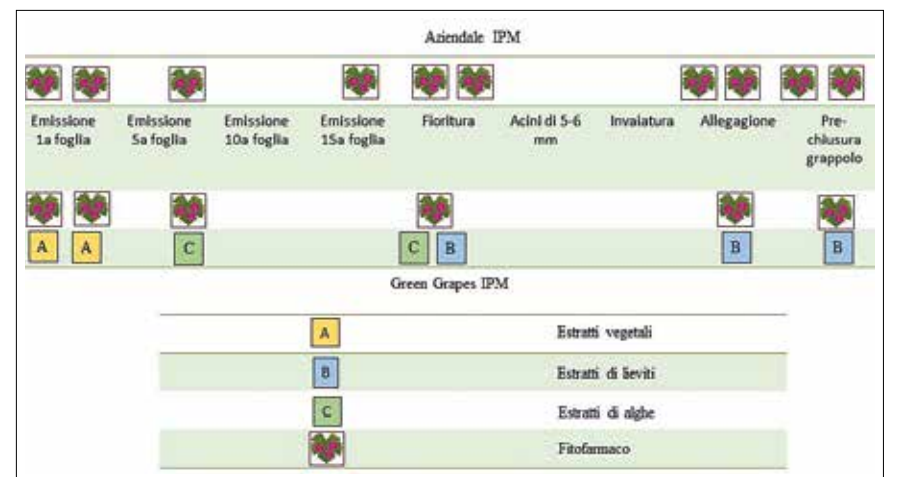 Aziendale IPM
Emissione 1a foglia
Emissione 5a foglia
Emissione 10a foglia
Emissione 15a foglia
Fioritura
Acini di 5-6 mm
Invaiatura
Allegagione
Pre-chiusura grappolo
A A C C B B B
Green Grapes IPM
A Estratti vegetali
B Estratti di lieviti
C Estratti di alghe
Fitofarmaco